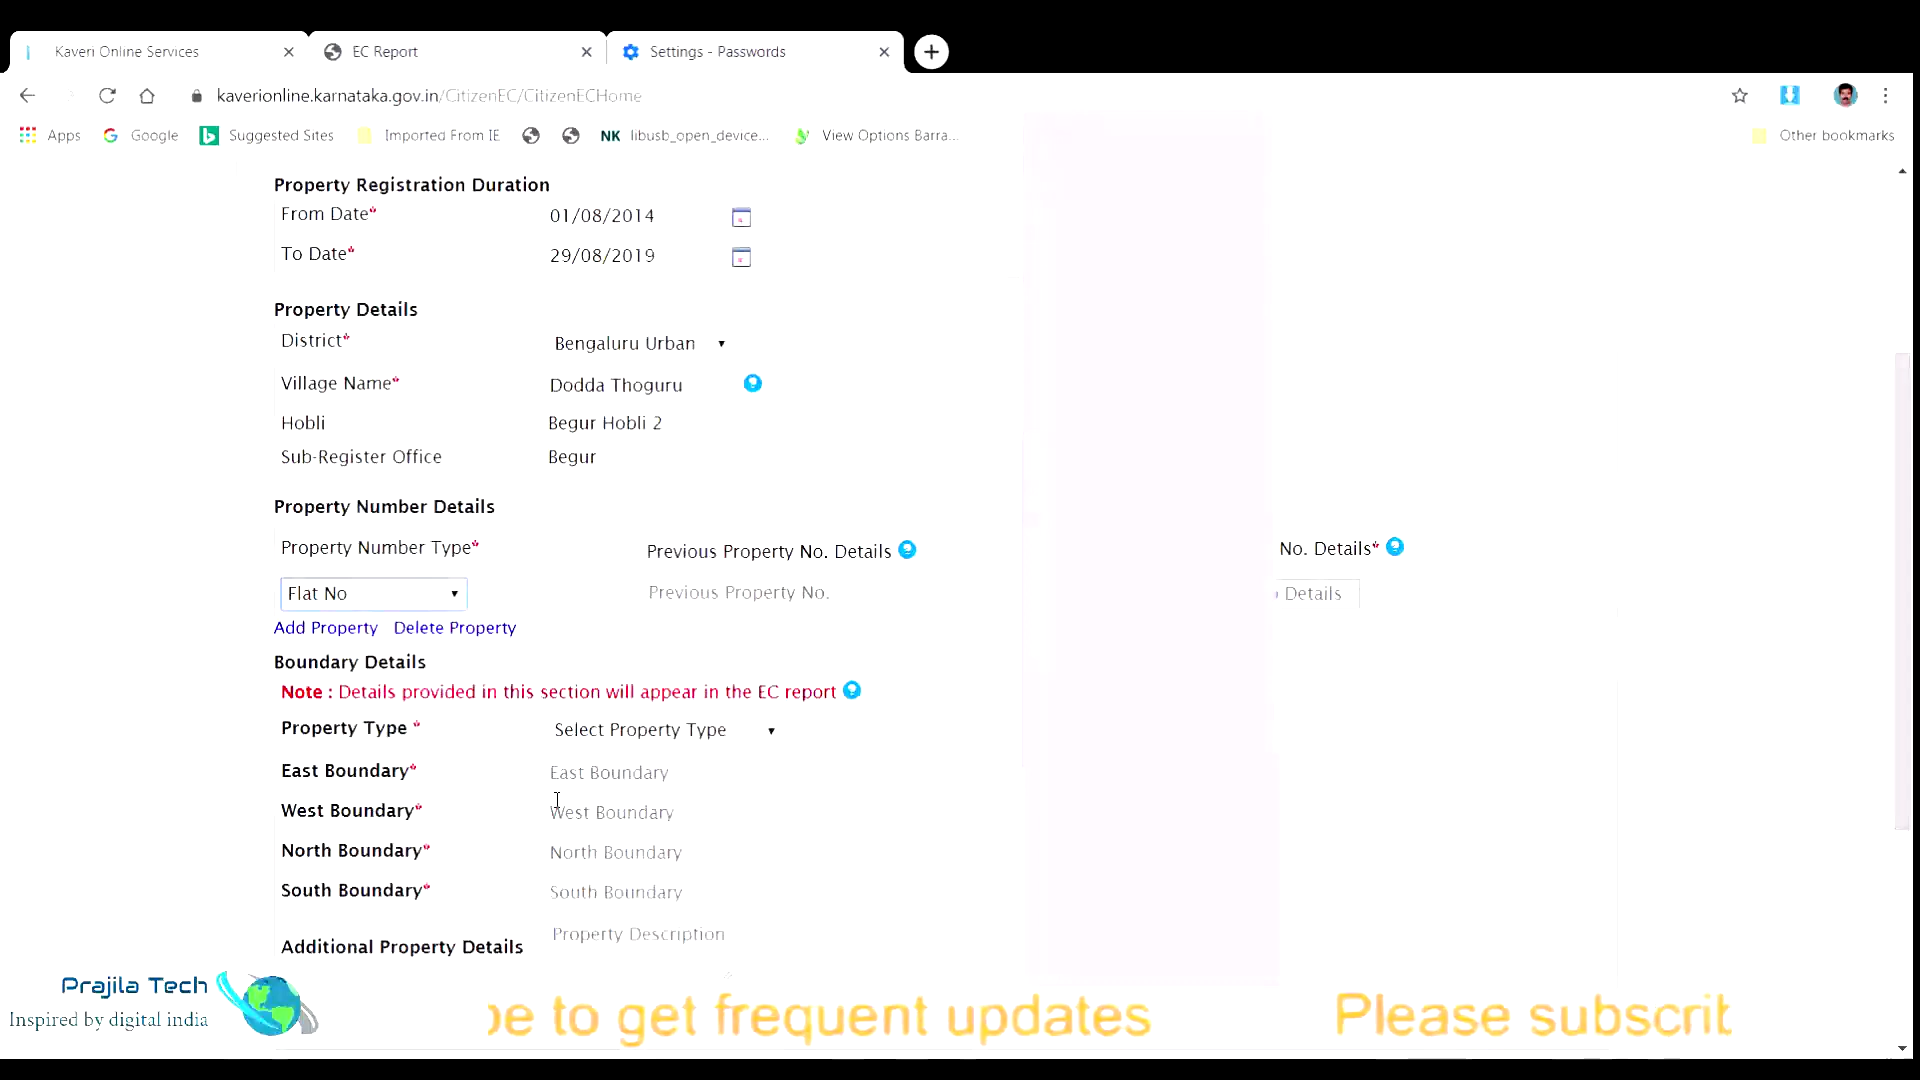 Kaveri Online Services
EC Report
Settings - Passwords
kaverionline.karnataka.gov.in/CitizenEC/CitizenECHome
Apps
Google
Suggested Sites
Imported From IE
NK libusb_open_device...
View Options Barra...
Other bookmarks
Property Registration Duration
From Date* 01/08/2014
To Date* 29/08/2019
Property Details
District* Bengaluru Urban
Village Name* Dodda Thoguru
Hobli Begur Hobli 2
Sub-Register Office Begur
Property Number Details
Property Number Type* Previous Property No. Details No. Details*
Flat No Previous Property No. Details
Add Property Delete Property
Boundary Details
Note : Details provided in this section will appear in the EC report
Property Type * Select Property Type
East Boundary* East Boundary
West Boundary* West Boundary
North Boundary* North Boundary
South Boundary* South Boundary
Property Description
Additional Property Details
Prajila Tech
Inspired by digital india
be to get frequent updates Please subscrit